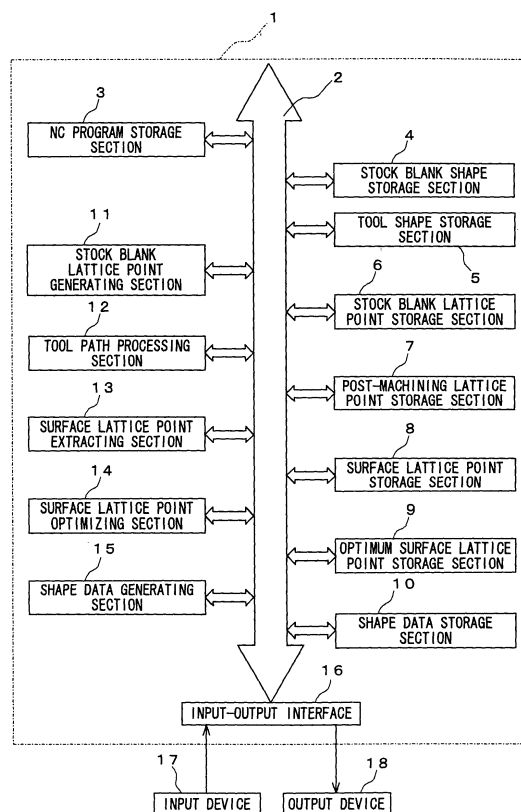 1
2
3
NC PROGRAM STORAGE
SECTION
4
STOCK BLANK SHAPE
STORAGE SECTION
TOOL SHAPE STORAGE
SECTION
5
11
STOCK BLANK
LATTICE POINT
GENERATING SECTION
6
STOCK BLANK LATTICE
POINT STORAGE SECTION
12
TOOL PATH PROCESSING
SECTION
7
POST-MACHINING LATTICE
POINT STORAGE SECTION
13
SURFACE LATTICE POINT
EXTRACTING SECTION
8
SURFACE LATTICE POINT
STORAGE SECTION
14
SURFACE LATTICE POINT
OPTIMIZING SECTION
9
OPTIMUM SURFACE LATTICE
POINT STORAGE SECTION
15
SHAPE DATA GENERATING
SECTION
10
SHAPE DATA STORAGE
SECTION
16
INPUT-OUTPUT INTERFACE
17
INPUT DEVICE
18
OUTPUT DEVICE